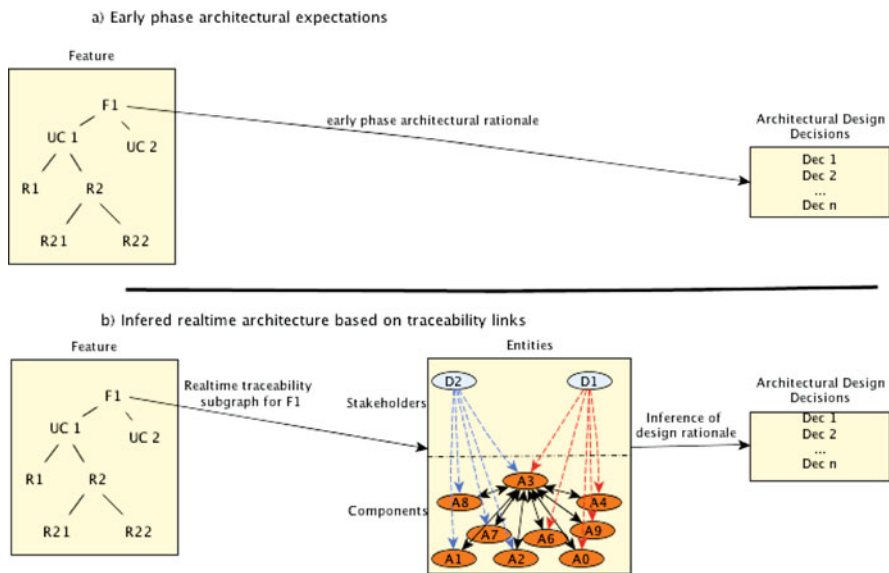 a) Early phase architectural expectations
Feature
F1
UC 1
UC 2
R1
R2
R21
R22
early phase architectural rationale
Architectural Design
Decisions
Dec 1
Dec 2
...
Dec n
b) Infered realtime architecture based on traceability links
Feature
F1
UC 1
UC 2
R1
R2
R21
R22
Realtime traceability
subgraph for F1
Entities
Stakeholders
D2
D1
Components
A3
A8
A4
A7
A6
A9
A1
A2
A0
Inference of
design rationale
Architectural Design
Decisions
Dec 1
Dec 2
...
Dec n